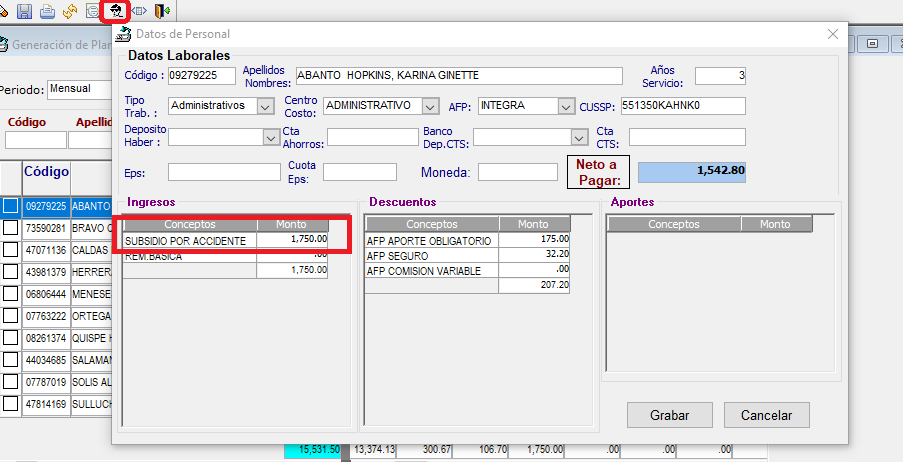 Datos de Personal
Generación de Plan
Datos Laborales
Código : 09279225 Apellidos Nombres: ABANTO HOPKINS, KARINA GINETTE Años Servicio: 3
Periodo: Mensual
Tipo Trab. : Administrativos Centro Costo: ADMINISTRATIVO AFP: INTEGRA CUSSP: 551350KAHNK0
Código Apellid
Deposito Haber : Cta Ahorros: Banco Dep.CTS: Cta CTS:
Eps: Cuota Eps: Moneda: Neto a Pagar: 1,542.80
Código
Ingresos Descuentos Aportes
09279225 ABANTO
73590281 BRAVO C
47071136 CALDAS
43981379 HERRER
06806444 MENESE
07763222 ORTEGA
08261374 QUISPE H
44034685 SALAMAN
07787019 SOLIS AL
47814169 SULLUCH
Conceptos Monto
SUBSIDIO POR ACCIDENTE 1,750.00
REM.BASICA .00
1,750.00
Conceptos Monto
AFP APORTE OBLIGATORIO 175.00
AFP SEGURO 32.20
AFP COMISION VARIABLE .00
207.20
Conceptos Monto
Grabar Cancelar
15,531.50 13,374.13 300.67 106.70 1,750.00 .00 .00 .00